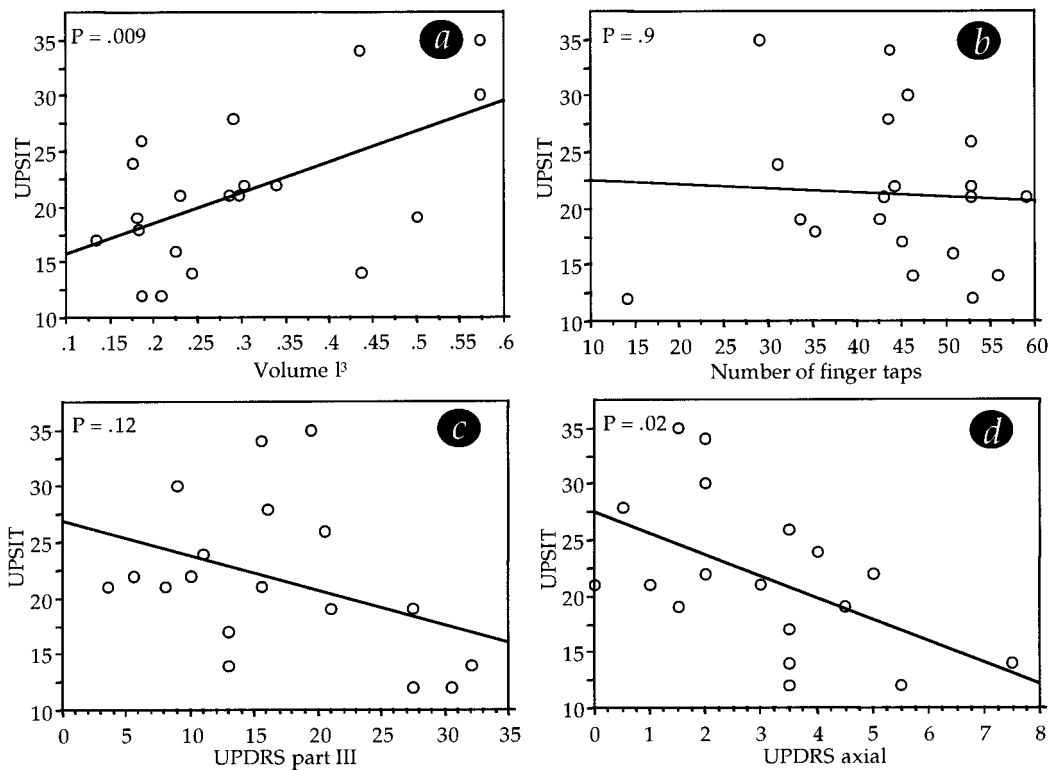 P = .009
a
35
30
25
20
15
10
UPSIT
.1 .15 .2 .25 .3 .35 .4 .45 .5 .55 .6
Volume l³
P = .9
b
35
30
25
20
15
10
UPSIT
10 15 20 25 30 35 40 45 50 55 60
Number of finger taps
P = .12
c
35
30
25
20
15
10
UPSIT
0 5 10 15 20 25 30 35
UPDRS part III
P = .02
d
35
30
25
20
15
10
UPSIT
0 1 2 3 4 5 6 7 8
UPDRS axial